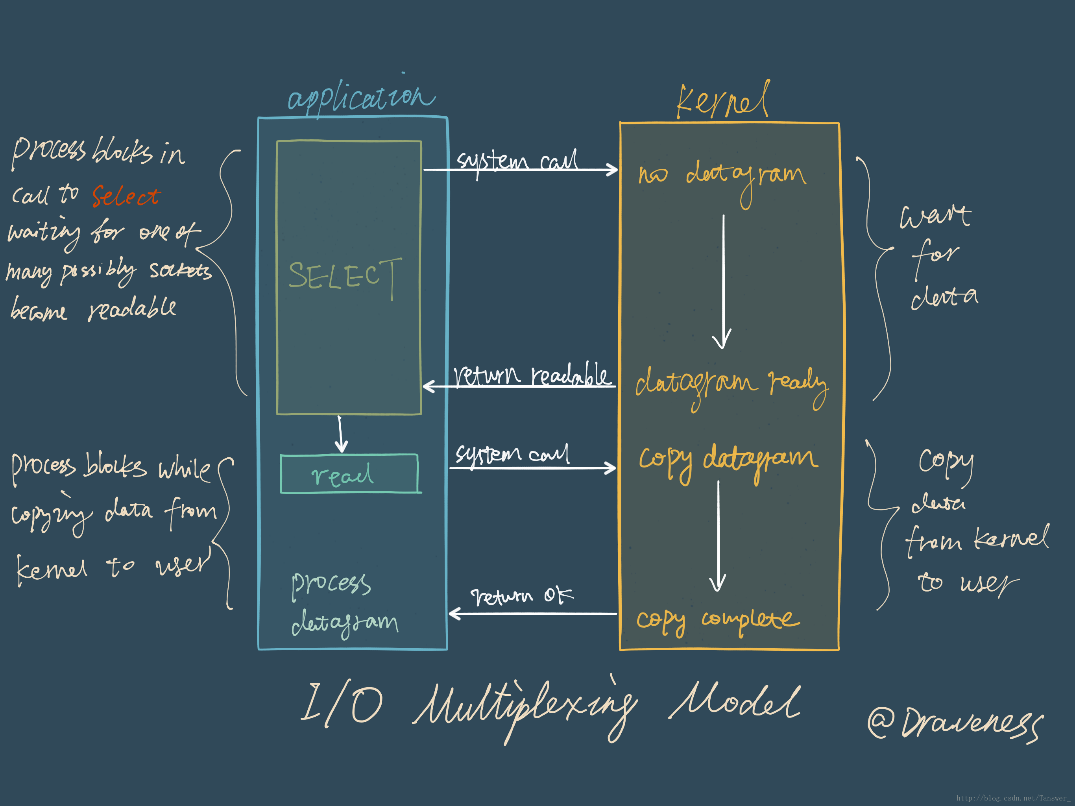 application
Kernel
process blocks in
call to Select
waiting for one of
many possibly sockets
become readable
SELECT
system call
no datagram
wait
for
data
return readable
datagram ready
process blocks while
copying data from
kernel to user
read
system call
copy datagram
copy
data
from kernel
to user
process
datagram
return OK
copy complete
I/O Multiplexing Model
@Draveness